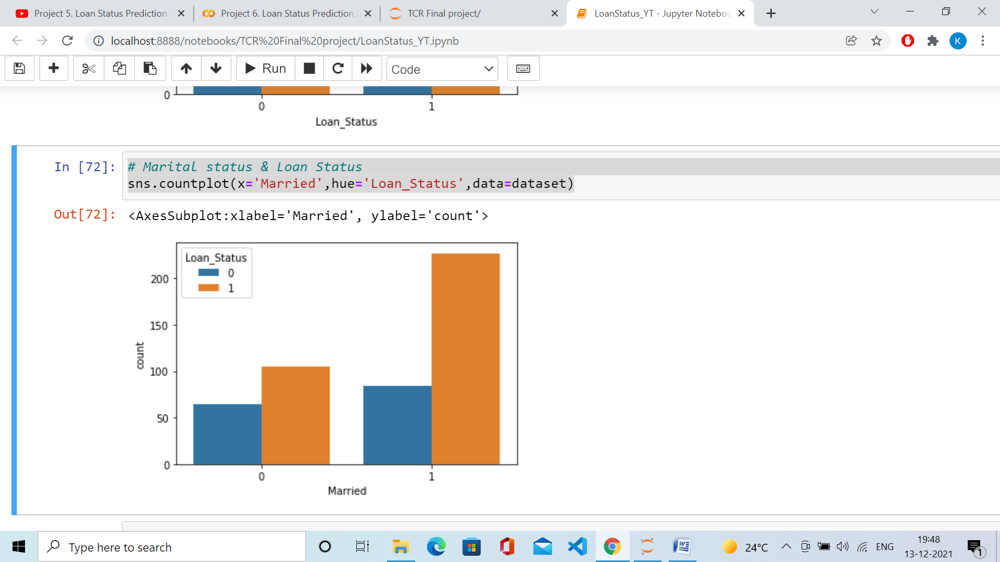 Project 5. Loan Status Prediction
Project 6. Loan Status Prediction.i
TCR Final project/
LoanStatus_YT - Jupyter Noteboo
localhost:8888/notebooks/TCR%20Final%20project/LoanStatus_YT.ipynb
K
Run
Code
0
0 1
Loan_Status
In [72]:
# Marital status & Loan Status
sns.countplot(x='Married',hue='Loan_Status',data=dataset)
Out[72]:
<AxesSubplot:xlabel='Married', ylabel='count'>
Loan_Status
0
1
200
150
100
50
0
count
0 1
Married
Type here to search
24°C
ENG
19:48
13-12-2021
1